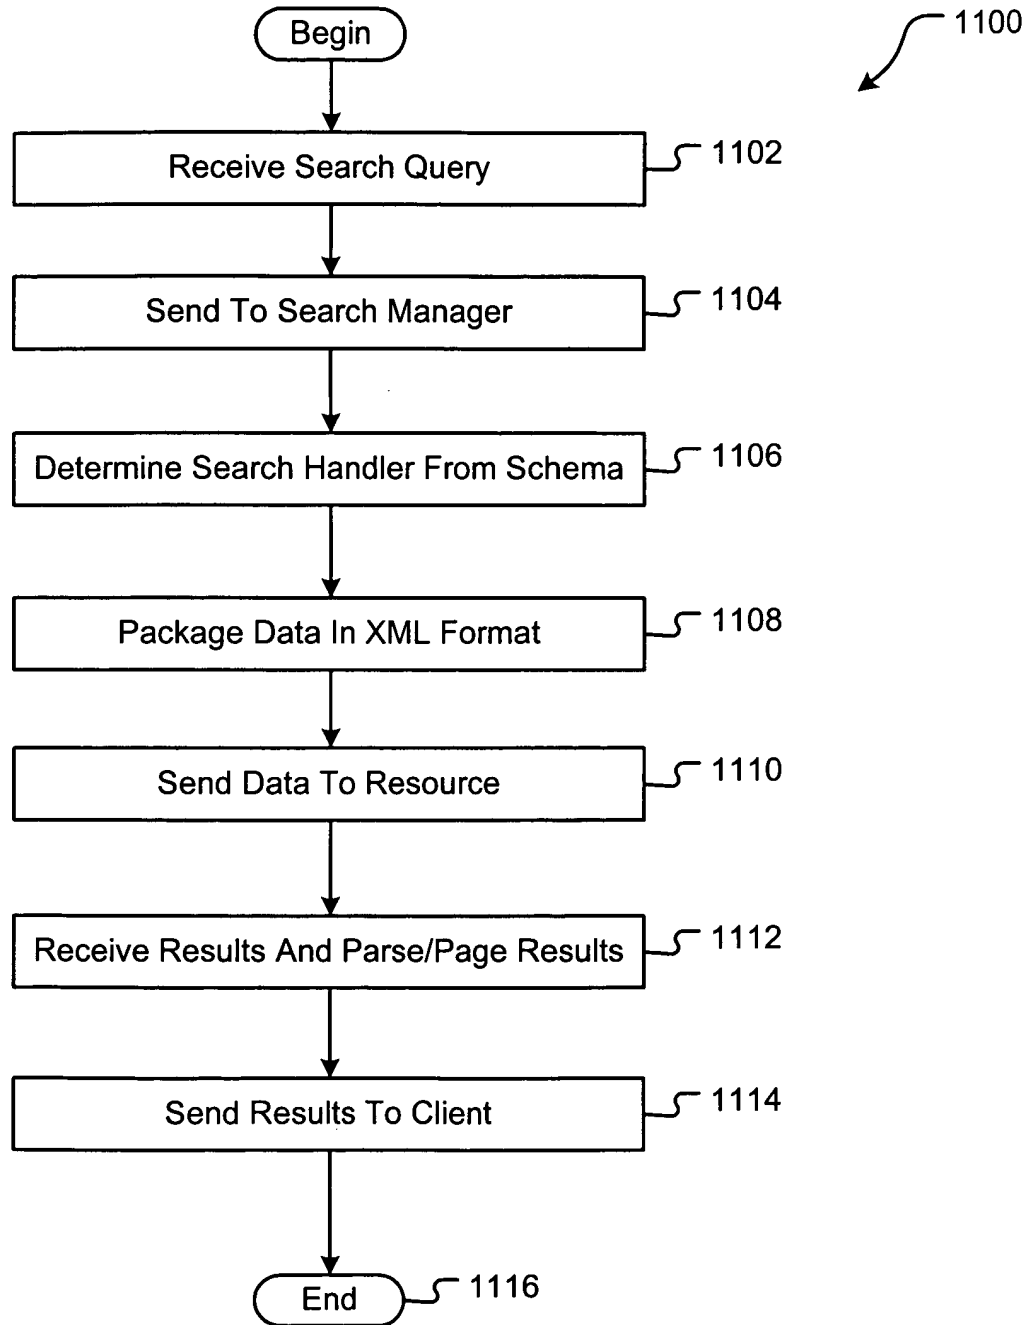 Begin
1100
Receive Search Query
1102
Send To Search Manager
1104
Determine Search Handler From Schema
1106
Package Data In XML Format
1108
Send Data To Resource
1110
Receive Results And Parse/Page Results
1112
Send Results To Client
1114
End
1116